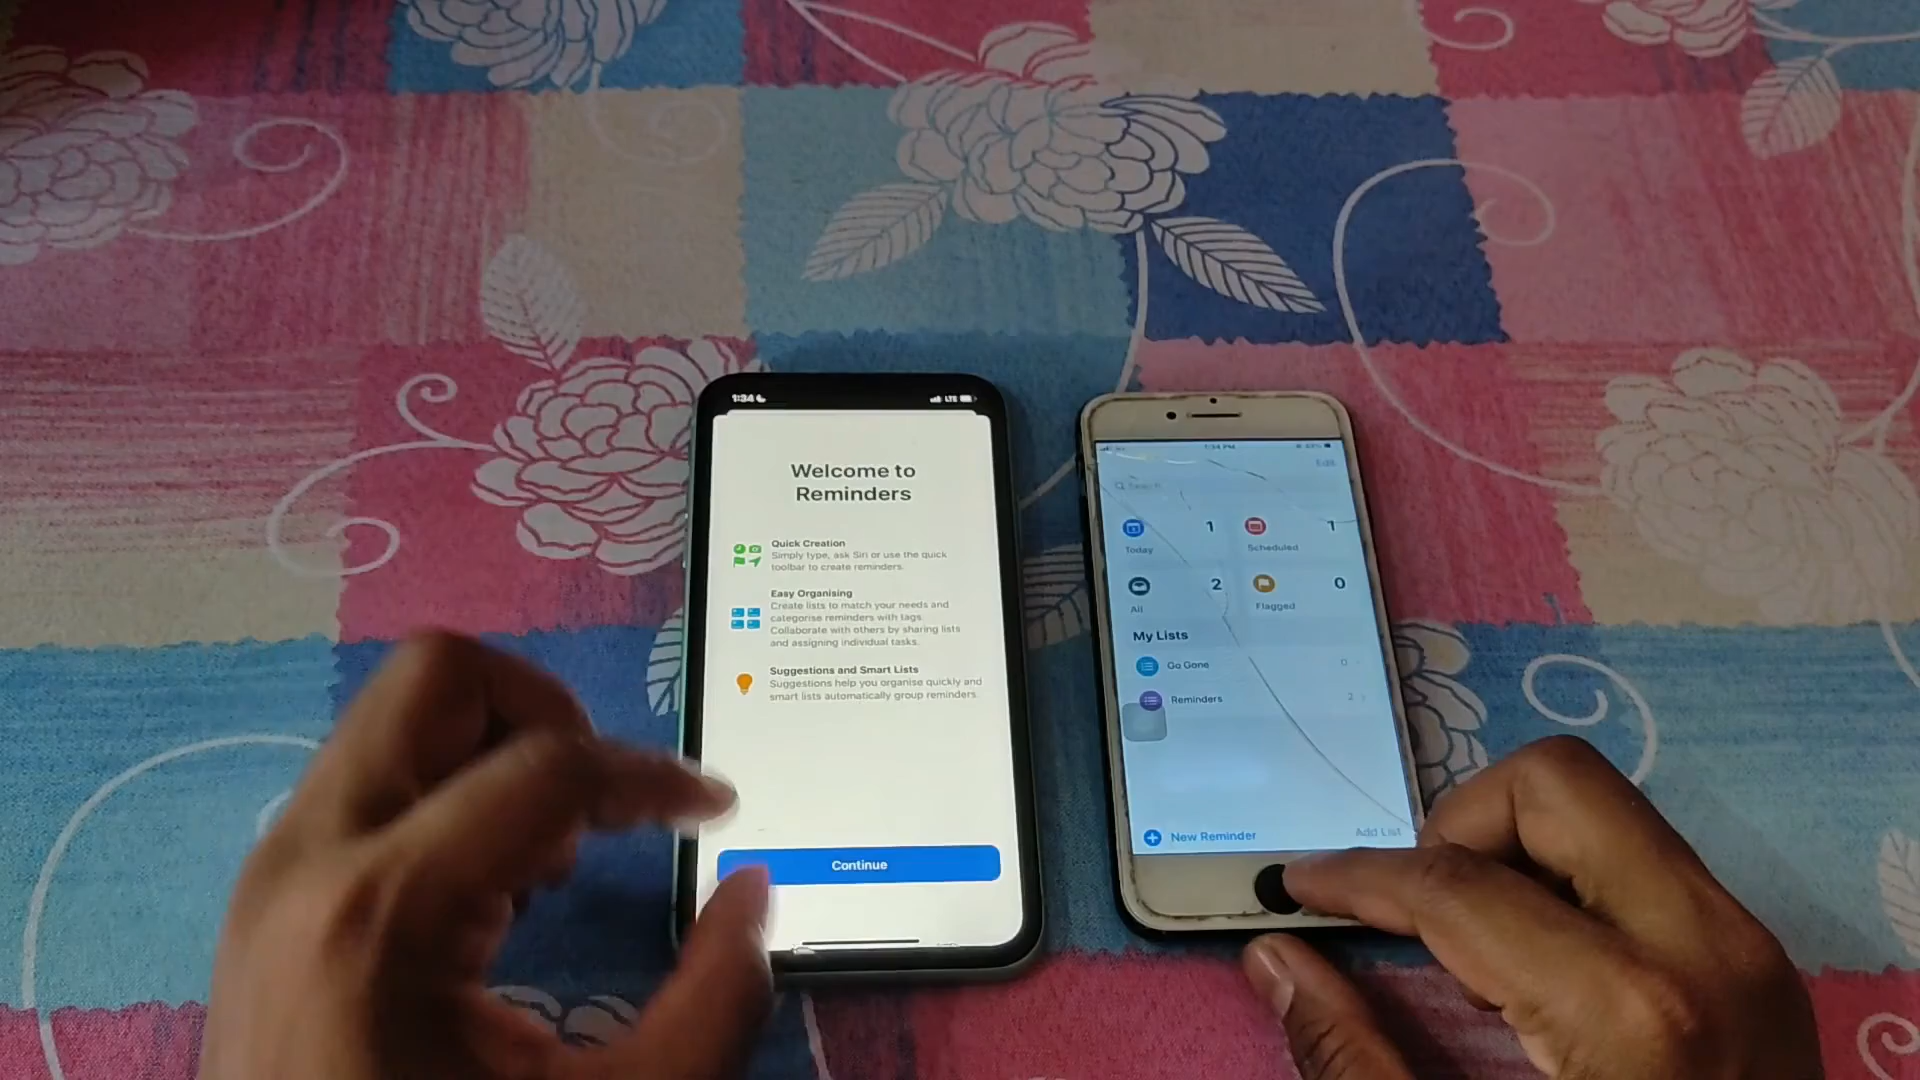 1:34
LTE
Welcome to
Reminders
Quick Creation
Simply type, ask Siri or use the quick
toolbar to create reminders.
Easy Organising
Create lists to match your needs and
categorise reminders with tags.
Collaborate with others by sharing lists
and assigning individual tasks.
Suggestions and Smart Lists
Suggestions help you organise quickly and
smart lists automatically group reminders.
Continue
1:34 PM
Edit
Search
1
1
Today
Scheduled
2
0
All
Flagged
My Lists
Go Gone
0
Reminders
2
New Reminder
Add List